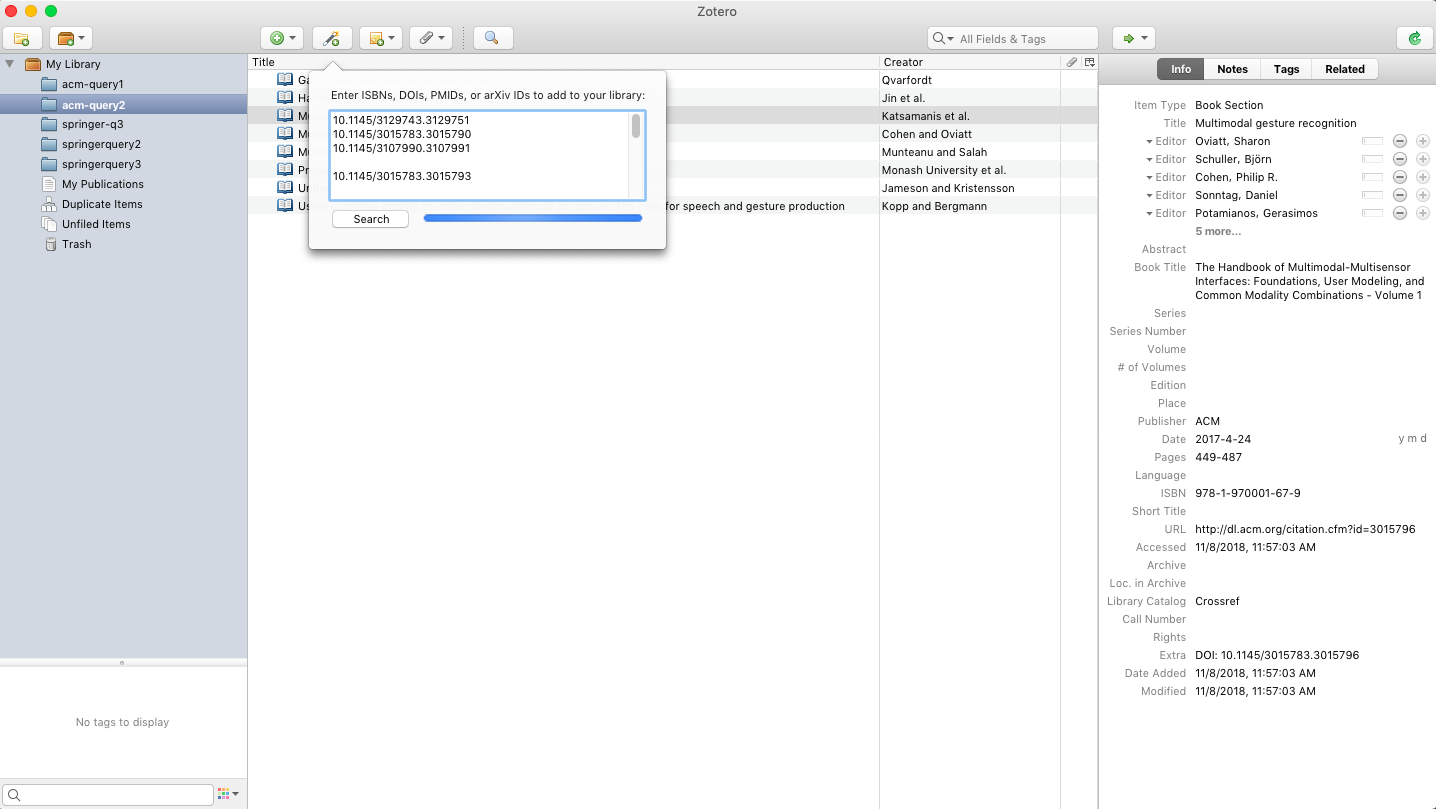 Zotero
All Fields & Tags
My Library
acm-query1
acm-query2
springer-q3
springerquery2
springerquery3
My Publications
Duplicate Items
Unfiled Items
Trash
No tags to display
Title
Creator
Ga
Qvarfordt
Ha
Jin et al.
Mu
Katsamanis et al.
Mu
Cohen and Oviatt
Mu
Munteanu and Salah
Pr
Monash University et al.
Un
Jameson and Kristensson
Us
for speech and gesture production
Kopp and Bergmann
Enter ISBNs, DOIs, PMIDs, or arXiv IDs to add to your library:
10.1145/3129743.3129751
10.1145/3015783.3015790
10.1145/3107990.3107991
10.1145/3015783.3015793
Search
Info Notes Tags Related
Item Type Book Section
Title Multimodal gesture recognition
Editor Oviatt, Sharon
Editor Schuller, Björn
Editor Cohen, Philip R.
Editor Sonntag, Daniel
Editor Potamianos, Gerasimos
5 more...
Abstract
Book Title The Handbook of Multimodal-Multisensor
Interfaces: Foundations, User Modeling, and
Common Modality Combinations - Volume 1
Series
Series Number
Volume
# of Volumes
Edition
Place
Publisher ACM
Date 2017-4-24 y m d
Pages 449-487
Language
ISBN 978-1-970001-67-9
Short Title
URL http://dl.acm.org/citation.cfm?id=3015796
Accessed 11/8/2018, 11:57:03 AM
Archive
Loc. in Archive
Library Catalog Crossref
Call Number
Rights
Extra DOI: 10.1145/3015783.3015796
Date Added 11/8/2018, 11:57:03 AM
Modified 11/8/2018, 11:57:03 AM